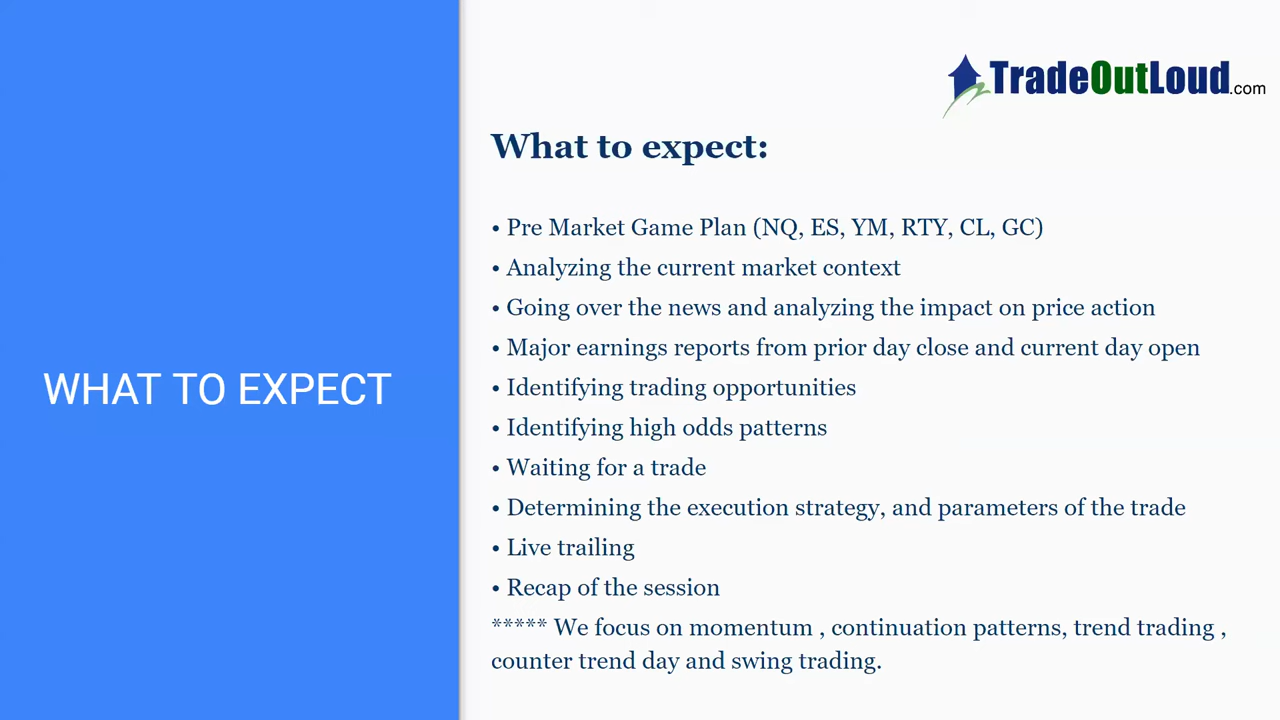 WHAT TO EXPECT
TradeOutLoud.com
What to expect:
• Pre Market Game Plan (NQ, ES, YM, RTY, CL, GC)
• Analyzing the current market context
• Going over the news and analyzing the impact on price action
• Major earnings reports from prior day close and current day open
• Identifying trading opportunities
• Identifying high odds patterns
• Waiting for a trade
• Determining the execution strategy, and parameters of the trade
• Live trailing
• Recap of the session
***** We focus on momentum , continuation patterns, trend trading ,
counter trend day and swing trading.